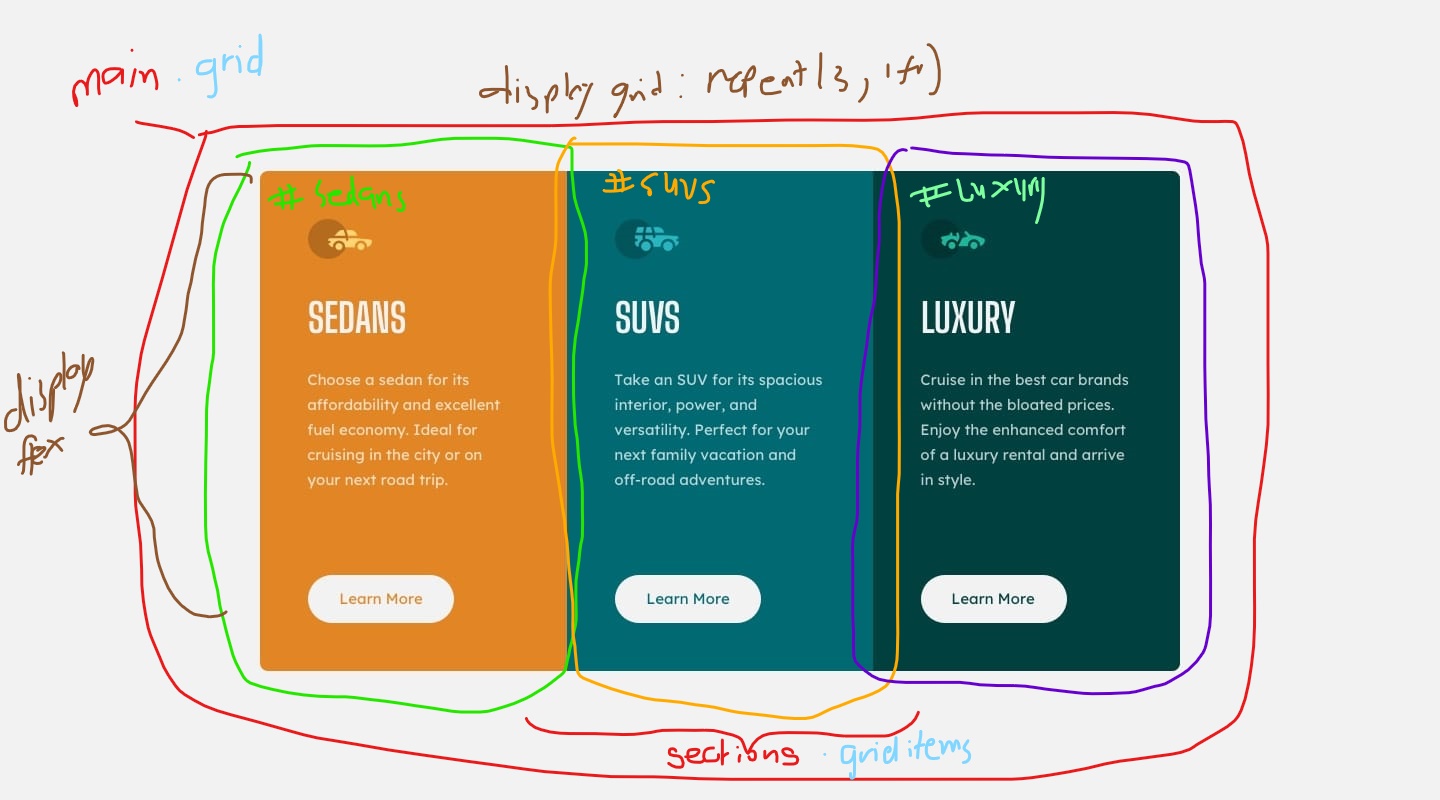 main . grid
display grid : repeat(3, 1fr)
# Sedans
# SUVS
# Luxury
SEDANS
SUVS
LUXURY
display
flex
Choose a sedan for its
affordability and excellent
fuel economy. Ideal for
cruising in the city or on
your next road trip.
Take an SUV for its spacious
interior, power, and
versatility. Perfect for your
next family vacation and
off-road adventures.
Cruise in the best car brands
without the bloated prices.
Enjoy the enhanced comfort
of a luxury rental and arrive
in style.
Learn More
Learn More
Learn More
sections . grid items